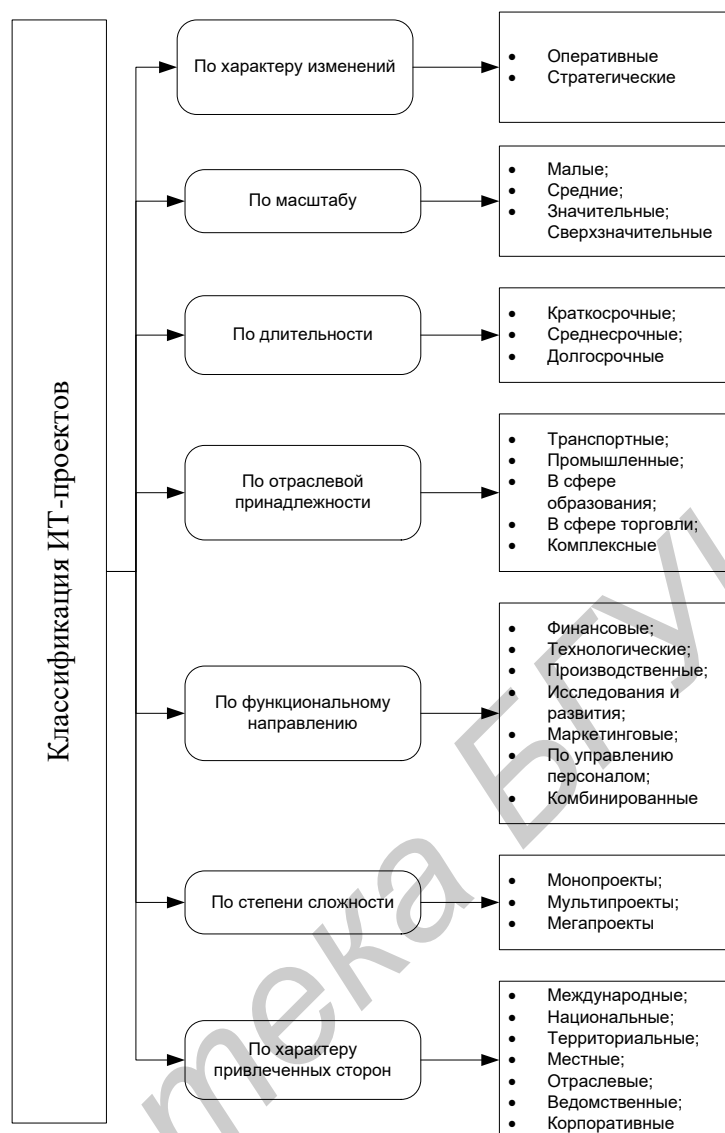 Классификация ИТ-проектов
По характеру изменений
• Оперативные
• Стратегические
По масштабу
• Малые;
• Средние;
• Значительные;
Сверхзначительные
По длительности
• Краткосрочные;
• Среднесрочные;
• Долгосрочные
По отраслевой
принадлежности
• Транспортные;
• Промышленные;
• В сфере
образования;
• В сфере торговли;
• Комплексные
По функциональному
направлению
• Финансовые;
• Технологические;
• Производственные;
• Исследования и
развития;
• Маркетинговые;
• По управлению
персоналом;
• Комбинированные
По степени сложности
• Монопроекты;
• Мультипроекты;
• Мегапроекты
По характеру
привлеченных сторон
• Международные;
• Национальные;
• Территориальные;
• Местные;
• Отраслевые;
• Ведомственные;
• Корпоративные